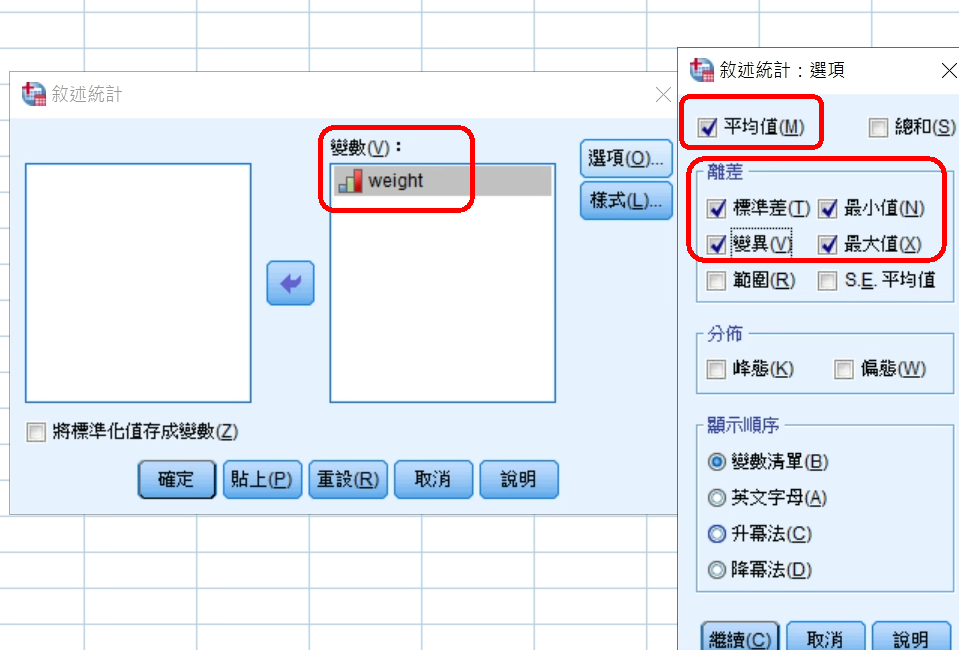 敘述統計
變數(V)：
weight
選項(O)...
樣式(L)...
將標準化值存成變數(Z)
確定 貼上(P) 重設(R) 取消 說明
敘述統計：選項
平均值(M) 總和(S)
離差
標準差(T) 最小值(N)
變異(V) 最大值(X)
範圍(R) S.E. 平均值
分佈
峰態(K) 偏態(W)
顯示順序
變數清單(B)
英文字母(A)
升冪法(C)
降冪法(D)
繼續(C) 取消 說明